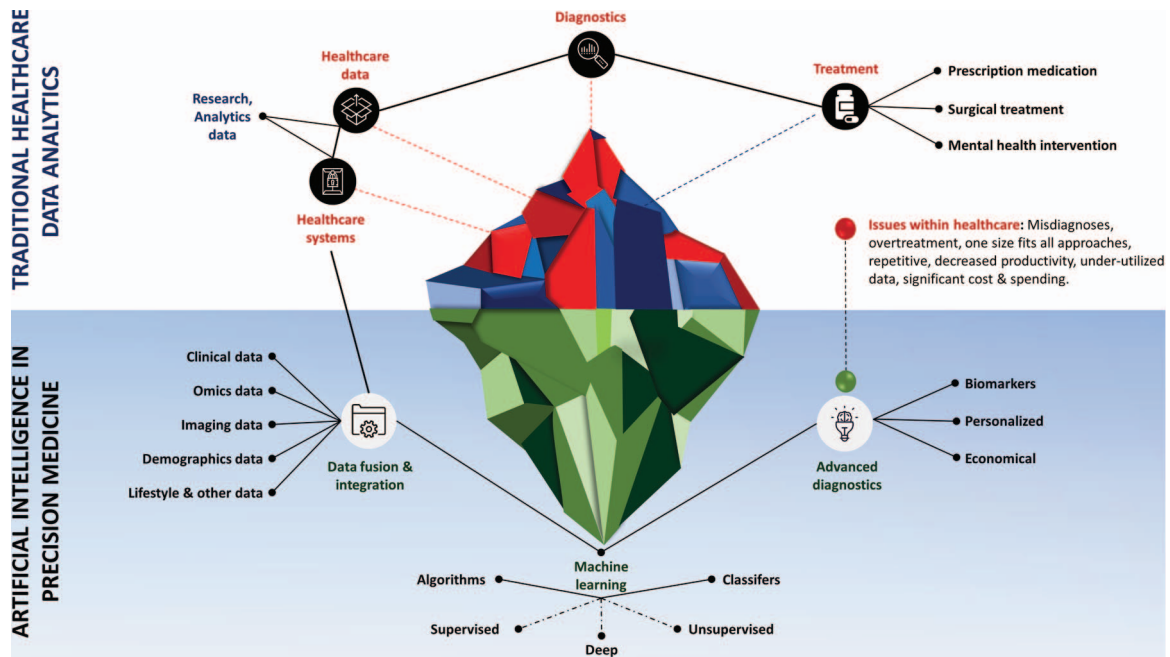 TRADITIONAL HEALTHCARE
DATA ANALYTICS
Diagnostics
Healthcare
data
Treatment
Research,
Analytics
data
Prescription medication
Surgical treatment
Mental health intervention
Healthcare
systems
Issues within healthcare: Misdiagnoses,
overtreatment, one size fits all approaches,
repetitive, decreased productivity, under-utilized
data, significant cost & spending.
ARTIFICIAL INTELLIGENCE IN
PRECISION MEDICINE
Clinical data
Omics data
Imaging data
Demographics data
Lifestyle & other data
Data fusion &
integration
Biomarkers
Personalized
Economical
Advanced
diagnostics
Machine
learning
Algorithms
Classifers
Supervised
Deep
Unsupervised